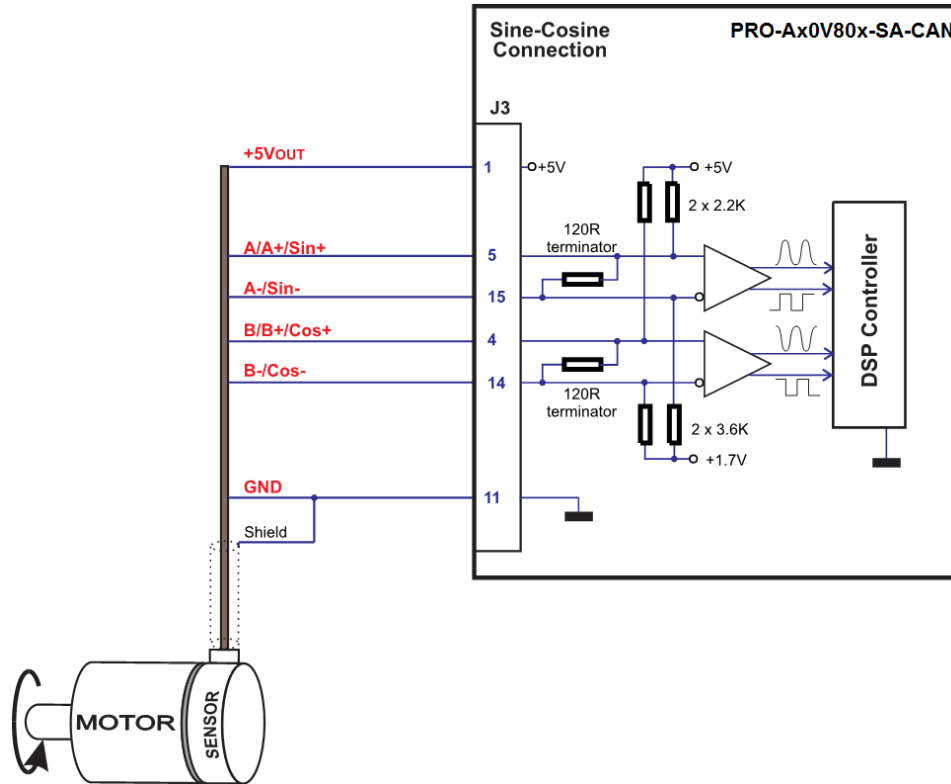 Sine-Cosine
Connection
PRO-Ax0V80x-SA-CAN
J3
+5VOUT
1
+5V
+5V
2 x 2.2K
120R
terminator
A/A+/Sin+
5
A-/Sin-
15
B/B+/Cos+
4
B-/Cos-
14
120R
terminator
2 x 3.6K
+1.7V
DSP Controller
GND
11
Shield
MOTOR
SENSOR